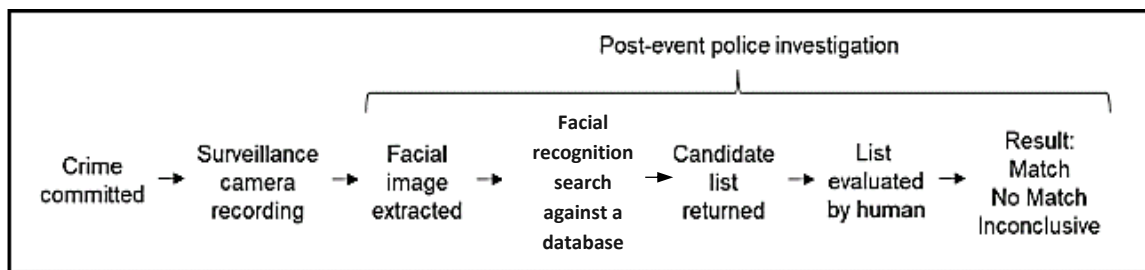 Post-event police investigation
Crime
committed
Surveillance
camera
recording
Facial
image
extracted
Facial
recognition
search
against a
database
Candidate
list
returned
List
evaluated
by human
Result:
Match
No Match
Inconclusive